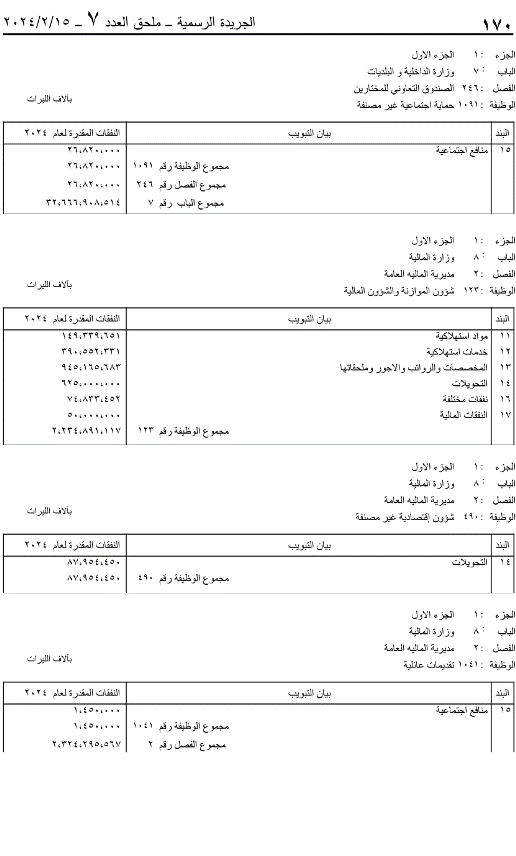 ١٧٠ الجريدة الرسمية – ملحق العدد ٧ – ٢٠٢٤/٢/١٥
الجزء : ١ الجزء الاول
الباب : ٧ وزارة الداخلية و البلديات
الفصل : ٢٤٦ الصندوق التعاوني للمختارين
الوظيفة : ١٠٩١ حماية اجتماعية غير مصنفة بآلاف الليرات
البند بيان التبويب النفقات المقدرة لعام ٢٠٢٤
١٥ منافع اجتماعية ٢٦،٨٢٠،٠٠٠
مجموع الوظيفة رقم ١٠٩١ ٢٦،٨٢٠،٠٠٠
مجموع الفصل رقم ٢٤٦ ٢٦،٨٢٠،٠٠٠
مجموع الباب رقم ٧ ٣٢،٦٦٦،٩٠٨،٥١٤
الجزء : ١ الجزء الاول
الباب : ٨ وزارة المالية
الفصل : ٢ مديرية الماليه العامة
الوظيفة : ١٢٣ شؤون الموازنة والشؤون المالية بآلاف الليرات
البند بيان التبويب النفقات المقدرة لعام ٢٠٢٤
١١ مواد استهلاكية ١٤٩،٣٣٩،٦٥١
١٢ خدمات استهلاكية ٣٩٠،٥٥٢،٣٣١
١٣ المخصصات والرواتب والاجور وملحقاتها ٩٤٥،١٦٥،٦٨٣
١٤ التحويلات ٦٢٥،٠٠٠،٠٠٠
١٦ نفقات مختلفة ٧٤،٨٣٣،٤٥٢
١٧ النفقات المالية ٥٠،٠٠٠،٠٠٠
مجموع الوظيفة رقم ١٢٣ ٢،٢٣٤،٨٩١،١١٧
الجزء : ١ الجزء الاول
الباب : ٨ وزارة المالية
الفصل : ٢ مديرية الماليه العامة
الوظيفة : ٤٩٠ شؤون إقتصادية غير مصنفة بآلاف الليرات
البند بيان التبويب النفقات المقدرة لعام ٢٠٢٤
١٤ التحويلات ٨٧،٩٥٤،٤٥٠
مجموع الوظيفة رقم ٤٩٠ ٨٧،٩٥٤،٤٥٠
الجزء : ١ الجزء الاول
الباب : ٨ وزارة المالية
الفصل : ٢ مديرية الماليه العامة
الوظيفة : ١٠٤١ تقديمات عائلية بآلاف الليرات
البند بيان التبويب النفقات المقدرة لعام ٢٠٢٤
١٥ منافع اجتماعية ١،٤٥٠،٠٠٠
مجموع الوظيفة رقم ١٠٤١ ١،٤٥٠،٠٠٠
مجموع الفصل رقم ٢ ٢،٣٢٤،٢٩٥،٥٦٧